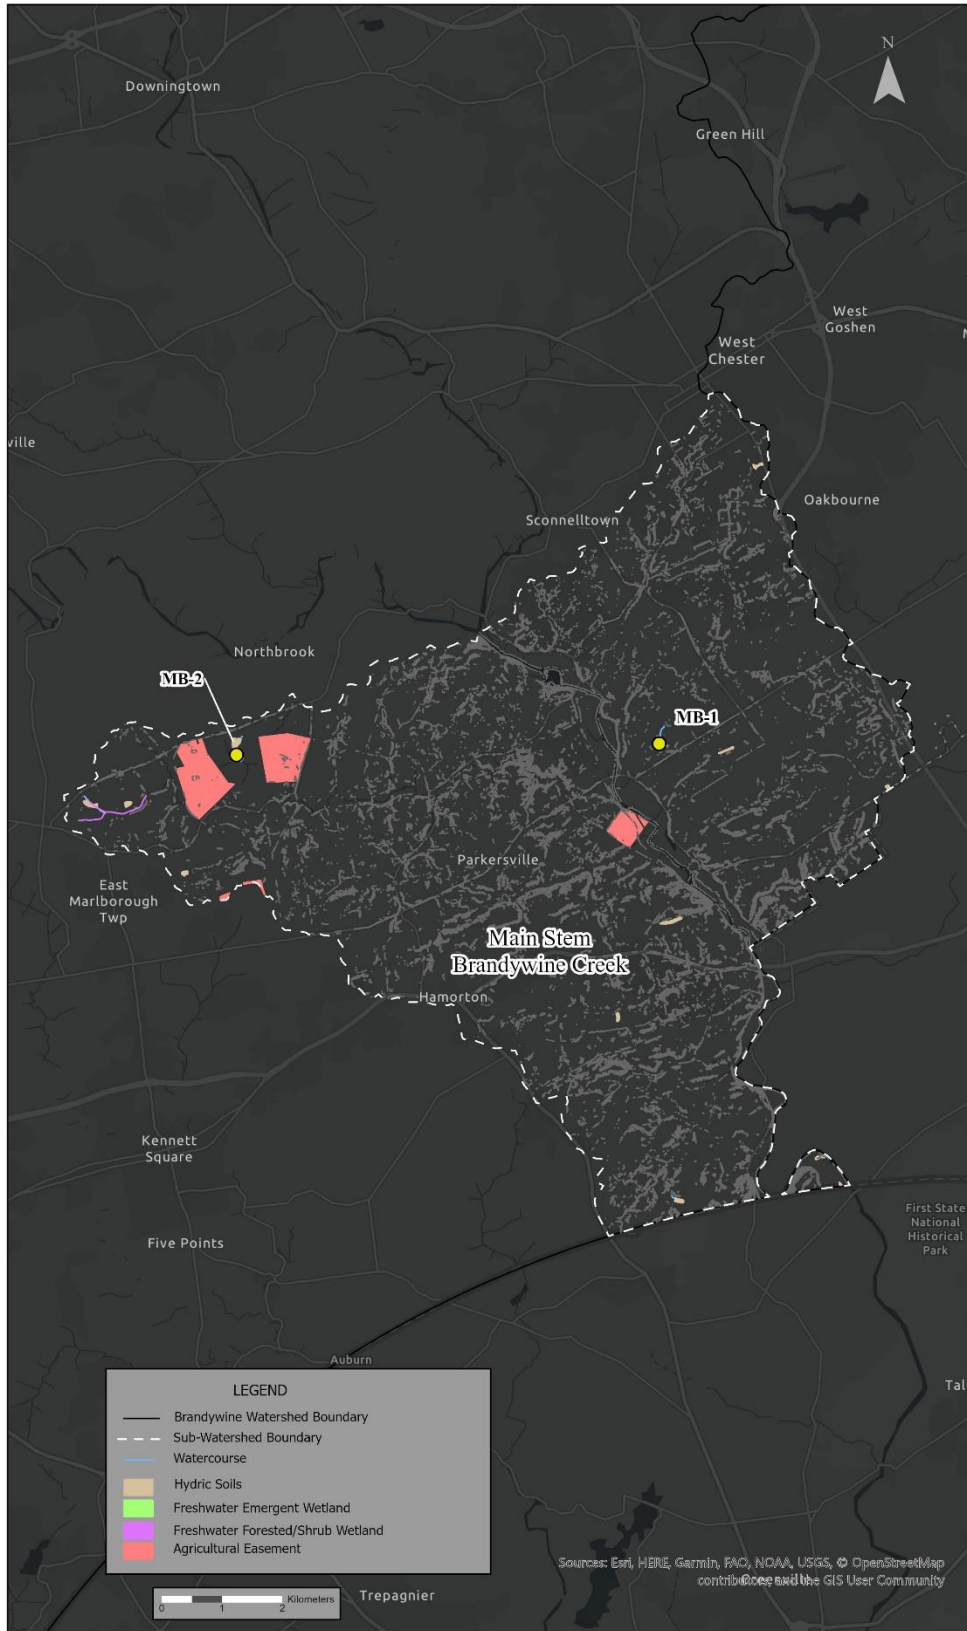 N
Downingtown
Green Hill
West
Goshen
West
Chester
ville
Oakbourne
Sconnelltown
Northbrook
MB-2
MB-1
Parkersville
East
Marlborough
Twp
Main Stem
Brandywine Creek
Hamorton
Kennett
Square
First State
National
Historical
Park
Five Points
Auburn
Tal
LEGEND
Brandywine Watershed Boundary
Sub-Watershed Boundary
Watercourse
Hydric Soils
Freshwater Emergent Wetland
Freshwater Forested/Shrub Wetland
Agricultural Easement
Kilometers
0 1 2
Trepagnier
Sources: Esri, HERE, Garmin, FAO, NOAA, USGS, © OpenStreetMap
contributors, and the GIS User Community